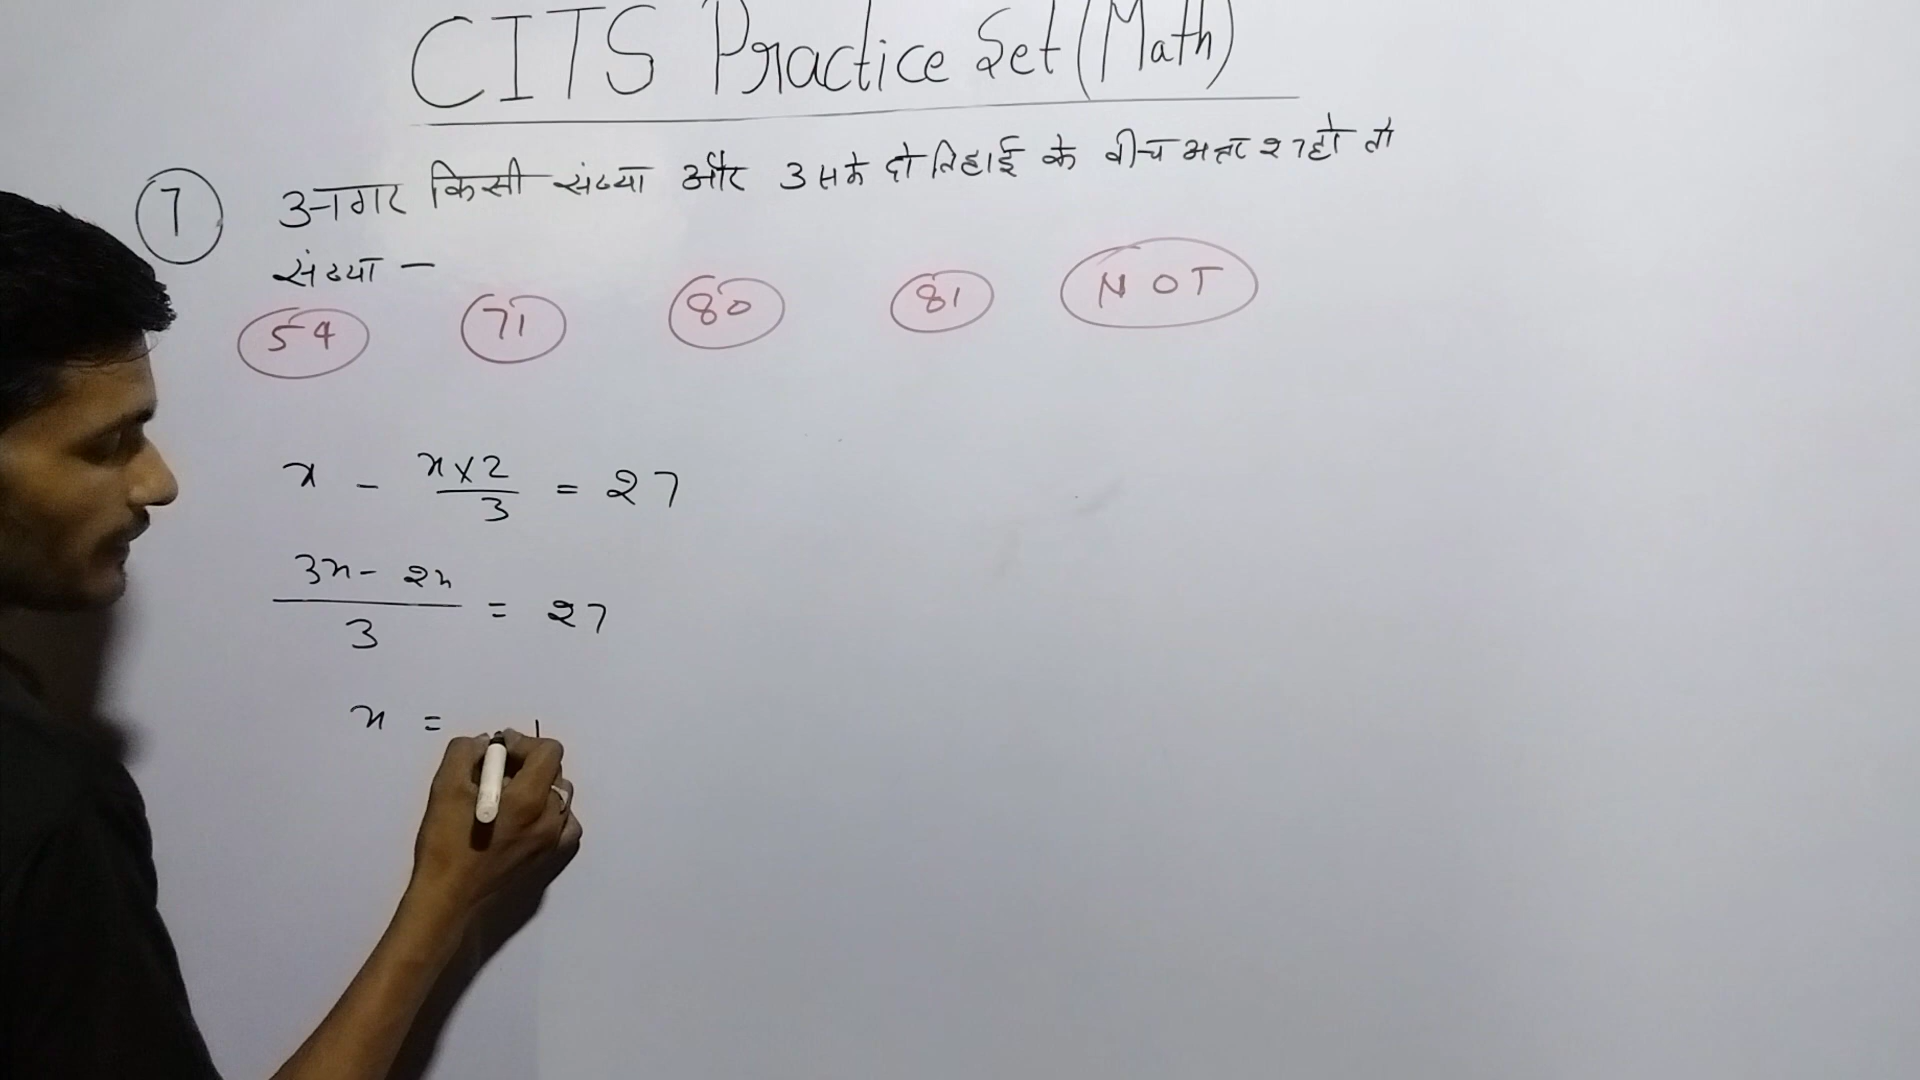 CITS Practice Set (Math)
7 अगर किसी संख्या और उसके दो तिहाई के बीच अन्तर 27 हो तो
संख्या -
54 71 80 81 NOT
x - x×2/3 = 27
3x - 2x/3 = 27
x =